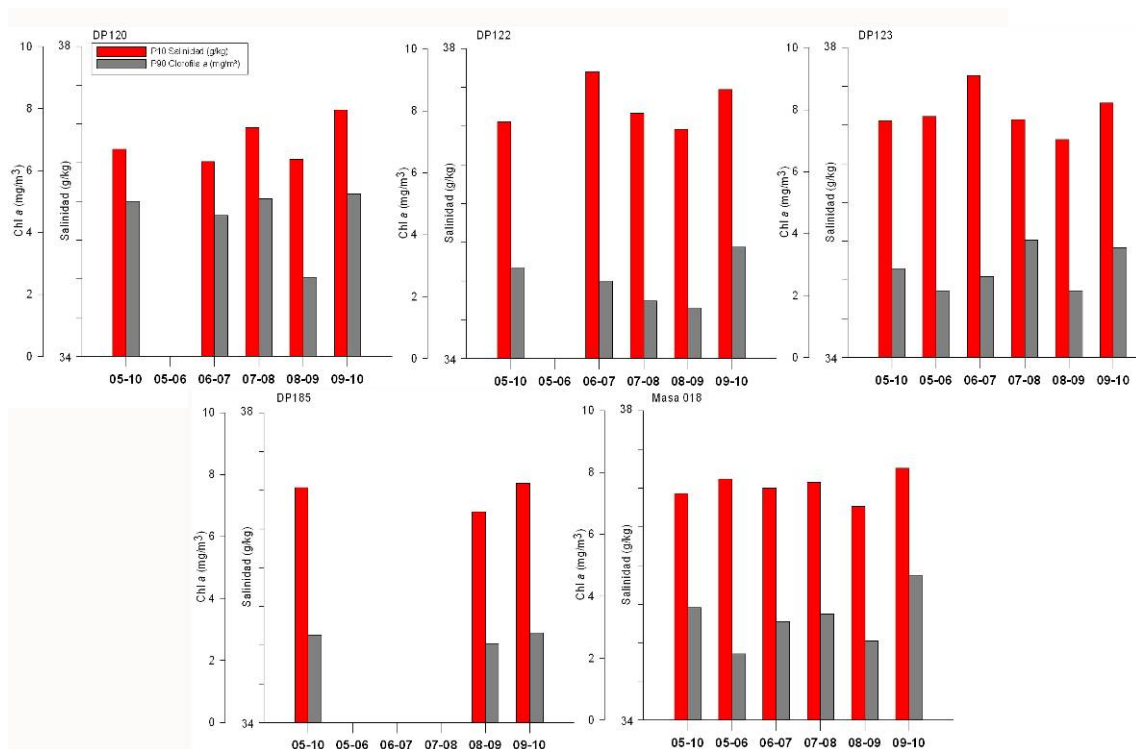 DP120
P10 Salinidad (g/kg)
P90 Clorofila a (mg/m³)
38
34
10
8
6
4
2
0
Chl a (mg/m3)
Salinidad (g/kg)
05-10 05-06 06-07 07-08 08-09 09-10
DP122
38
34
10
8
6
4
2
0
Chl a (mg/m3)
Salinidad (g/kg)
05-10 05-06 06-07 07-08 08-09 09-10
DP123
38
34
10
8
6
4
2
0
Chl a (mg/m3)
Salinidad (g/kg)
05-10 05-06 06-07 07-08 08-09 09-10
DP185
38
34
10
8
6
4
2
0
Chl a (mg/m3)
Salinidad (g/kg)
05-10 05-06 06-07 07-08 08-09 09-10
Masa 018
38
34
10
8
6
4
2
0
Chl a (mg/m3)
Salinidad (g/kg)
05-10 05-06 06-07 07-08 08-09 09-10